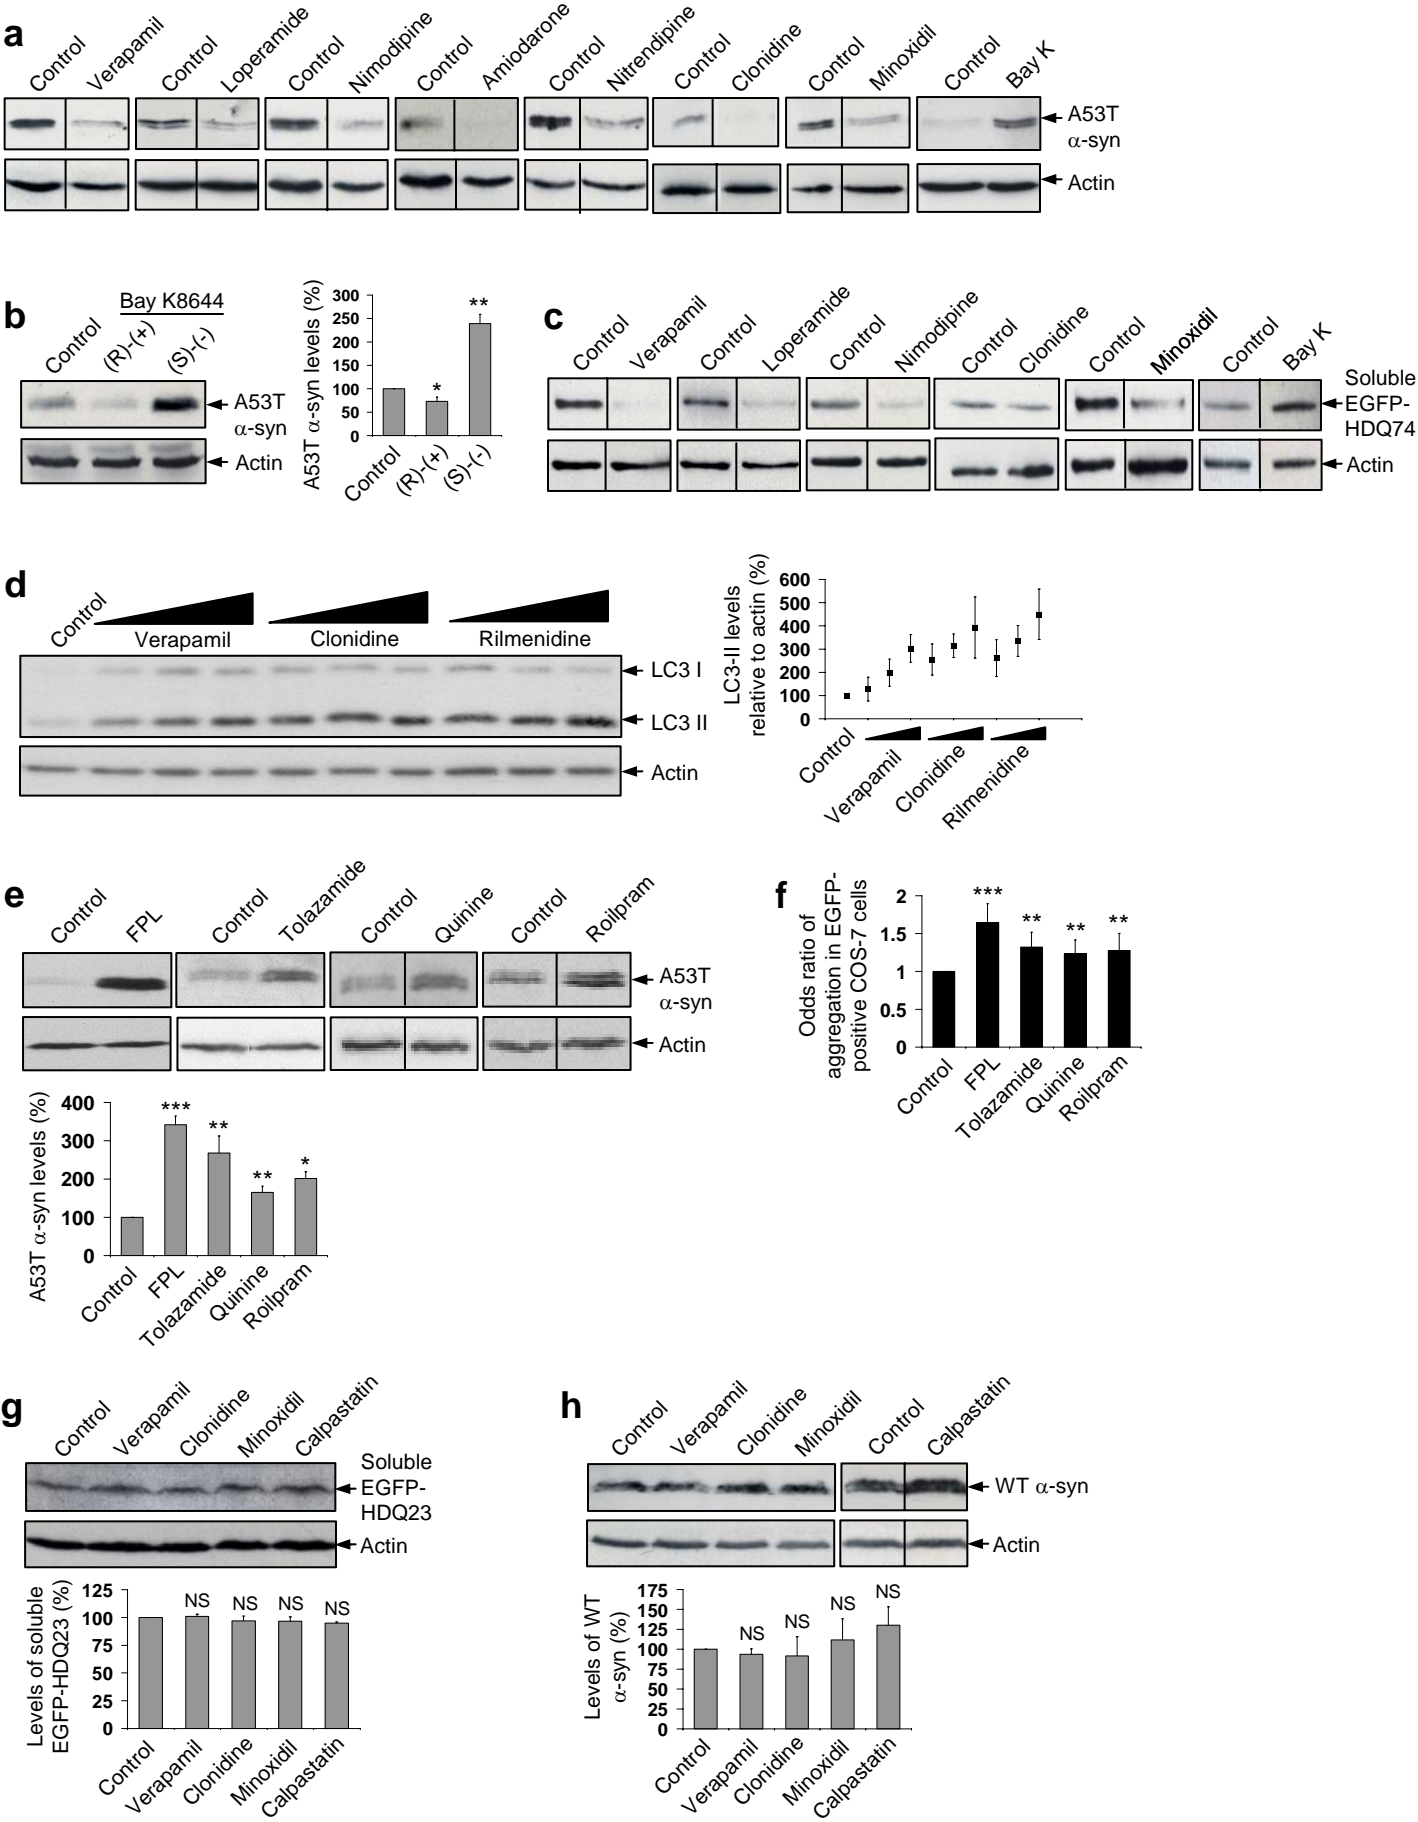 a
Control Verapamil Control Loperamide Control Nimodipine Control Amiodarone Control Nitrendipine Control Clonidine Control Minoxidil Control Bay K
A53T
α-syn
Actin
b
Bay K8644
Control (R)-(+) (S)-(-)
A53T
α-syn
Actin
A53T α-syn levels (%)
300
250
200
150
100
50
0
* **
Control (R)-(+) (S)-(-)
c
Control Verapamil Control Loperamide Control Nimodipine Control Clonidine Control Minoxidil Control Bay K
Soluble
EGFP-
HDQ74
Actin
d
Control
Verapamil Clonidine Rilmenidine
LC3 I
LC3 II
Actin
LC3-II levels
relative to actin (%)
600
500
400
300
200
100
0
Control Verapamil Clonidine Rilmenidine
e
Control FPL Control Tolazamide Control Quinine Control Roilpram
A53T
α-syn
Actin
A53T α-syn levels (%)
400
300
200
100
0
*** ** ** *
Control FPL Tolazamide Quinine Roilpram
f
Odds ratio of
aggregation in EGFP-
positive COS-7 cells
2
1.5
1
0.5
0
*** ** ** **
Control FPL Tolazamide Quinine Roilpram
g
Control Verapamil Clonidine Minoxidil Calpastatin
Soluble
EGFP-
HDQ23
Actin
Levels of soluble
EGFP-HDQ23 (%)
125
100
75
50
25
0
NS NS NS NS
Control Verapamil Clonidine Minoxidil Calpastatin
h
Control Verapamil Clonidine Minoxidil Control Calpastatin
WT α-syn
Actin
Levels of WT
α-syn (%)
175
150
125
100
75
50
25
0
NS NS NS NS
Control Verapamil Clonidine Minoxidil Calpastatin